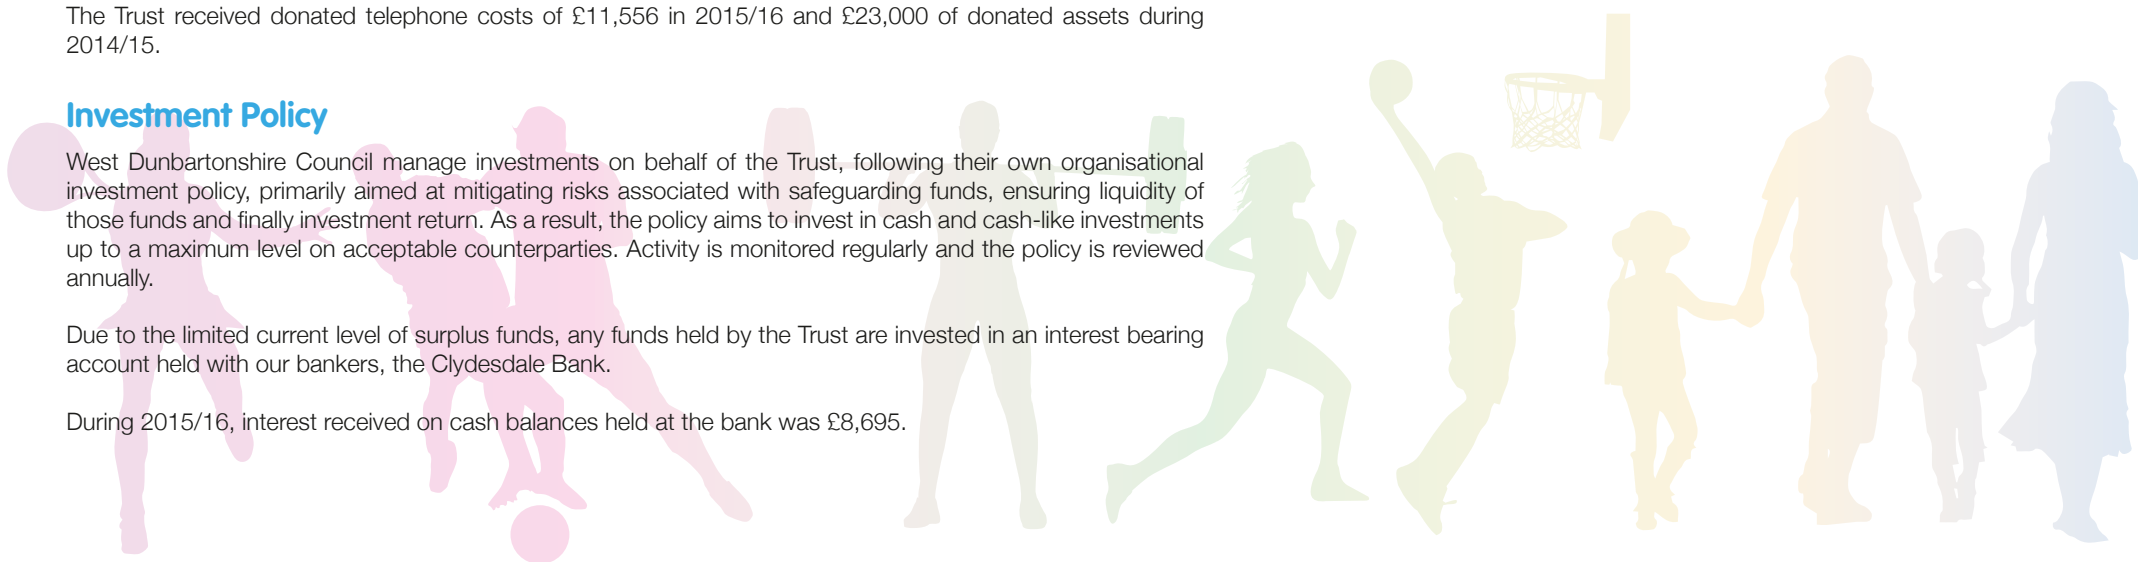 The Trust received donated telephone costs of £11,556 in 2015/16 and £23,000 of donated assets during
2014/15.
Investment Policy
West Dunbartonshire Council manage investments on behalf of the Trust, following their own organisational
investment policy, primarily aimed at mitigating risks associated with safeguarding funds, ensuring liquidity of
those funds and finally investment return. As a result, the policy aims to invest in cash and cash-like investments
up to a maximum level on acceptable counterparties. Activity is monitored regularly and the policy is reviewed
annually.
Due to the limited current level of surplus funds, any funds held by the Trust are invested in an interest bearing
account held with our bankers, the Clydesdale Bank.
During 2015/16, interest received on cash balances held at the bank was £8,695.